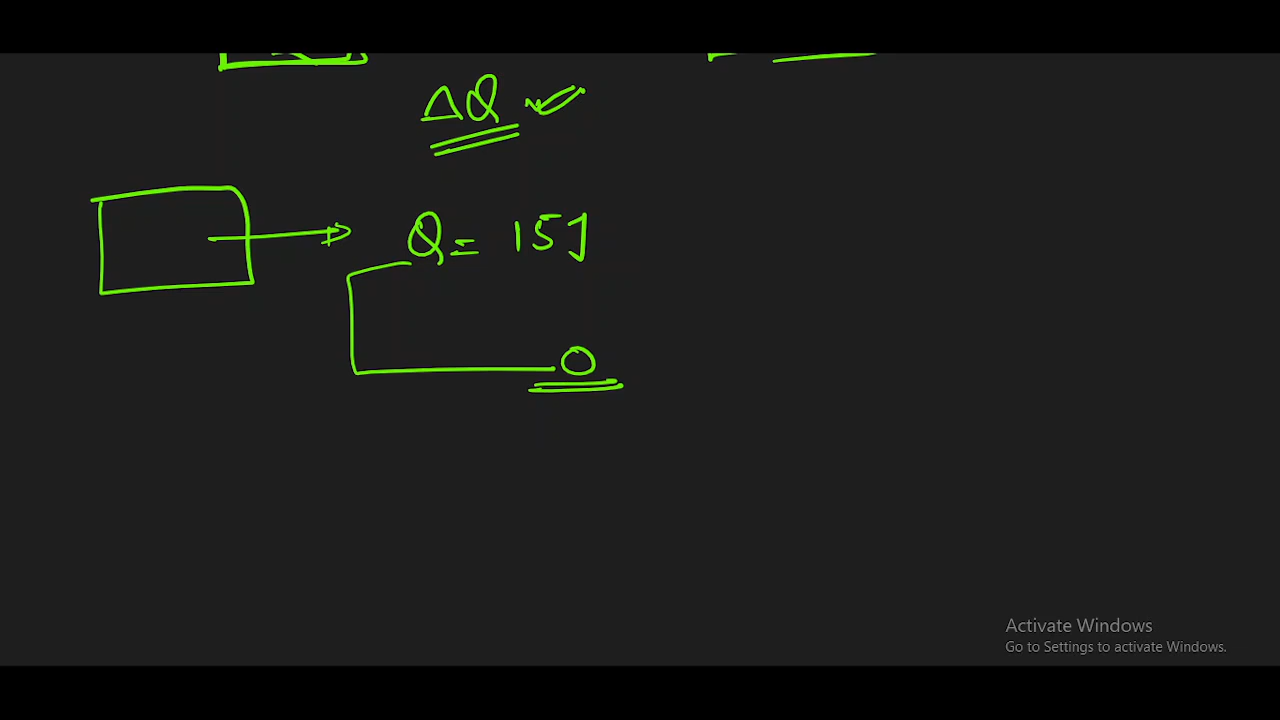 ΔQ
Q = 15J
0
Activate Windows
Go to Settings to activate Windows.